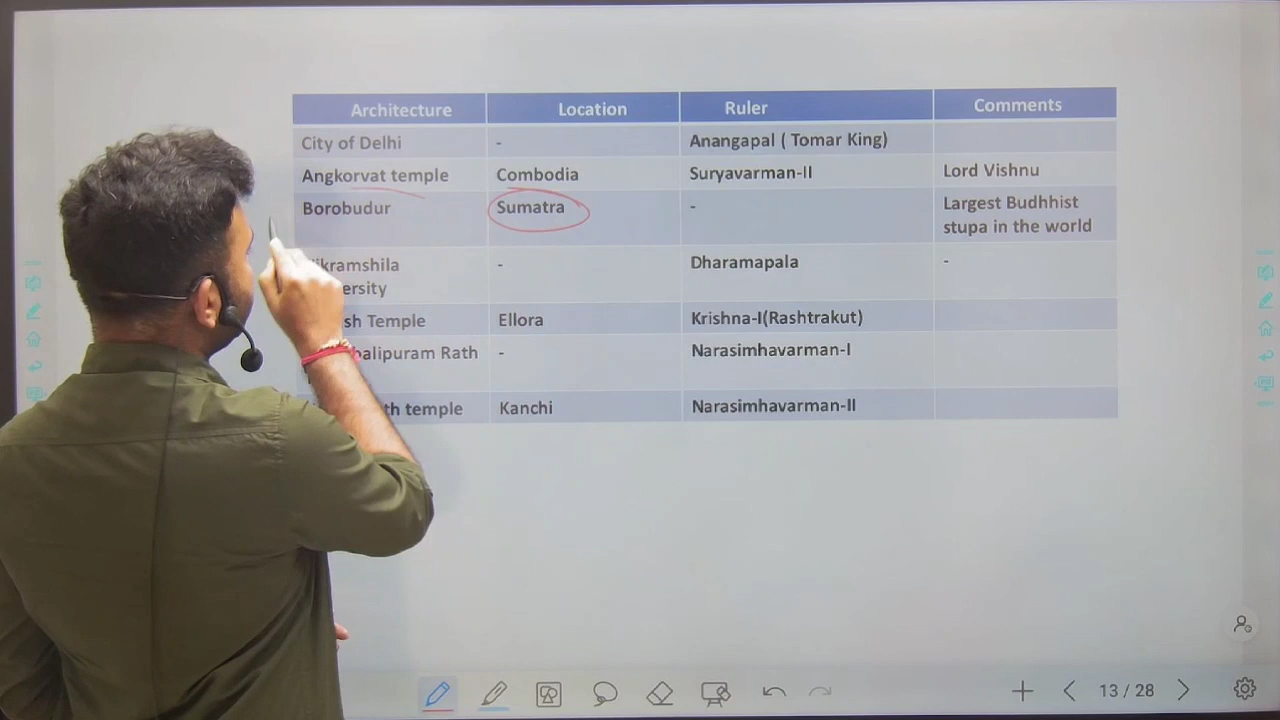 Architecture Location Ruler Comments
City of Delhi - Anangapal ( Tomar King)
Angkorvat temple Combodia Suryavarman-II Lord Vishnu
Borobudur Sumatra - Largest Budhhist
stupa in the world
ikramshila - Dharamapala -
ersity
sh Temple Ellora Krishna-I(Rashtrakut)
alipuram Rath - Narasimhavarman-I
th temple Kanchi Narasimhavarman-II
13 / 28